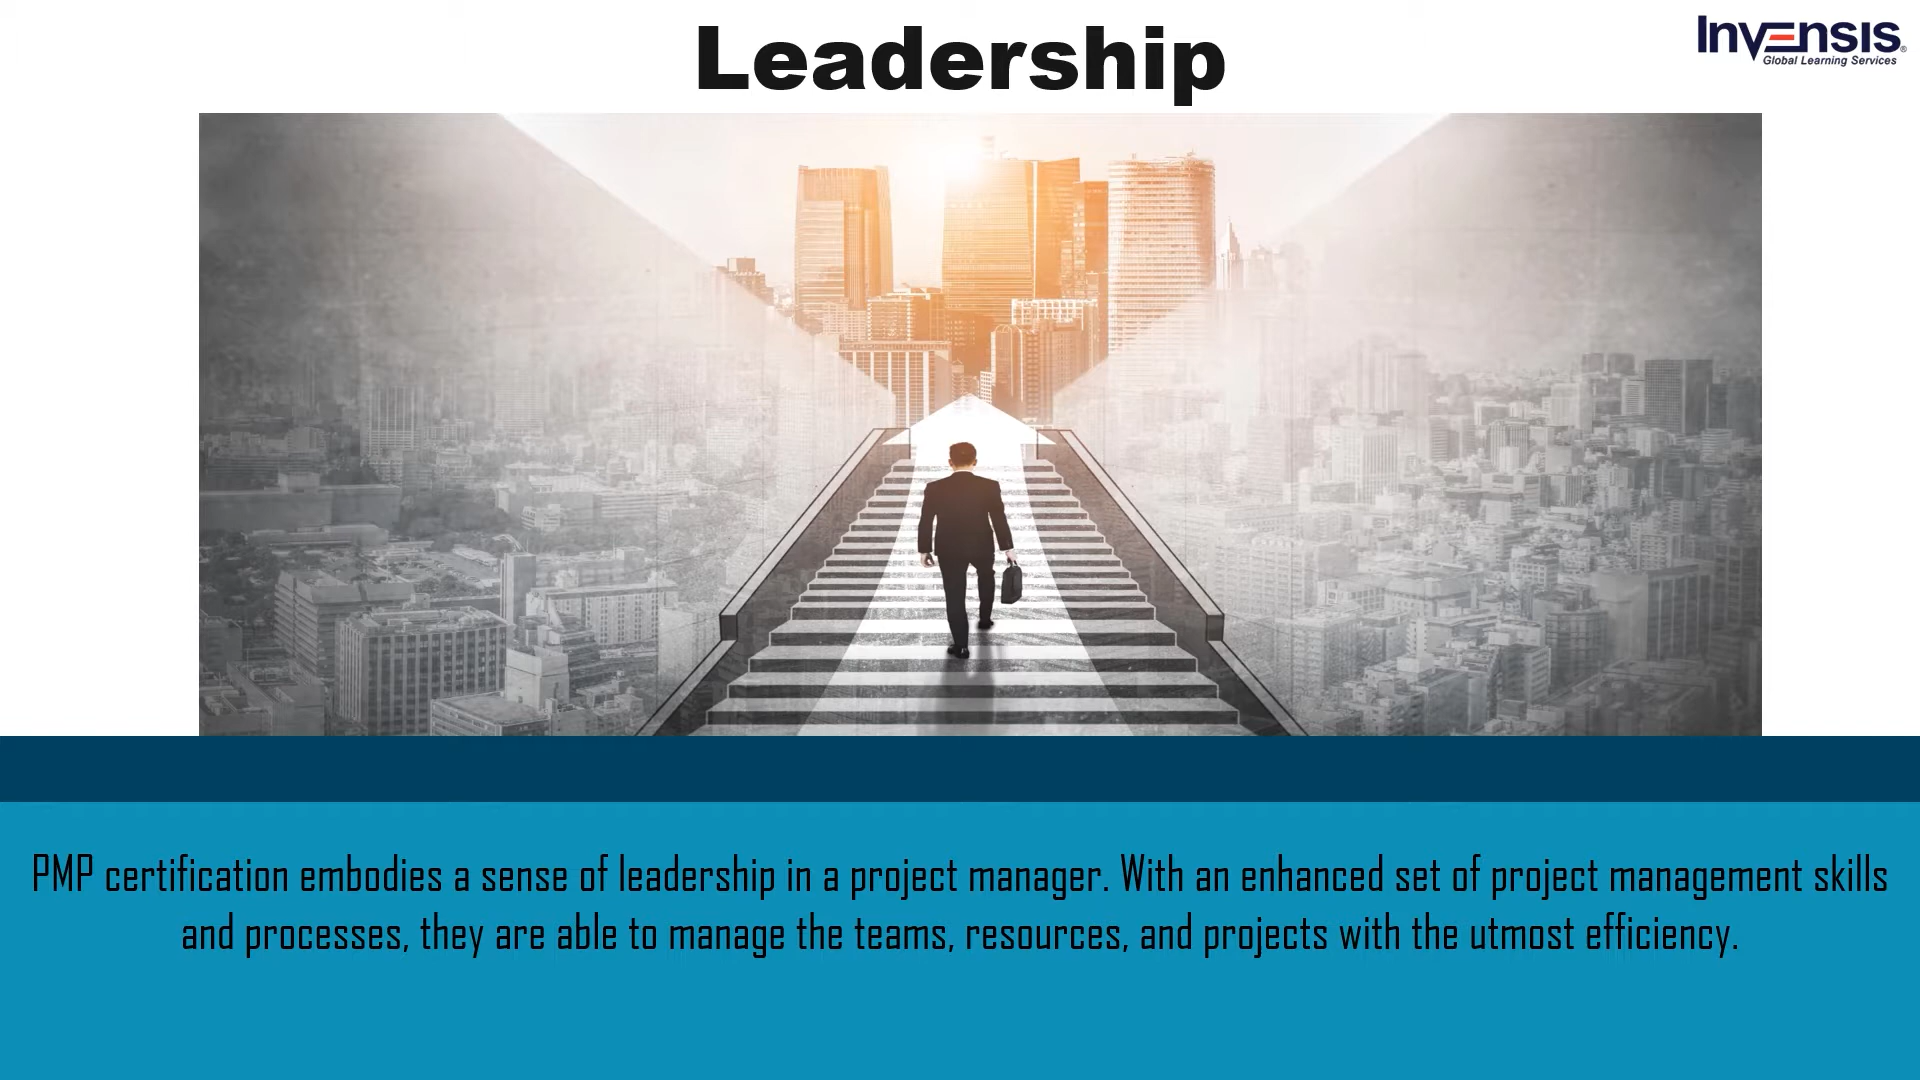 Leadership
Invensis®
Global Learning Services
PMP certification embodies a sense of leadership in a project manager. With an enhanced set of project management skills
and processes, they are able to manage the teams, resources, and projects with the utmost efficiency.